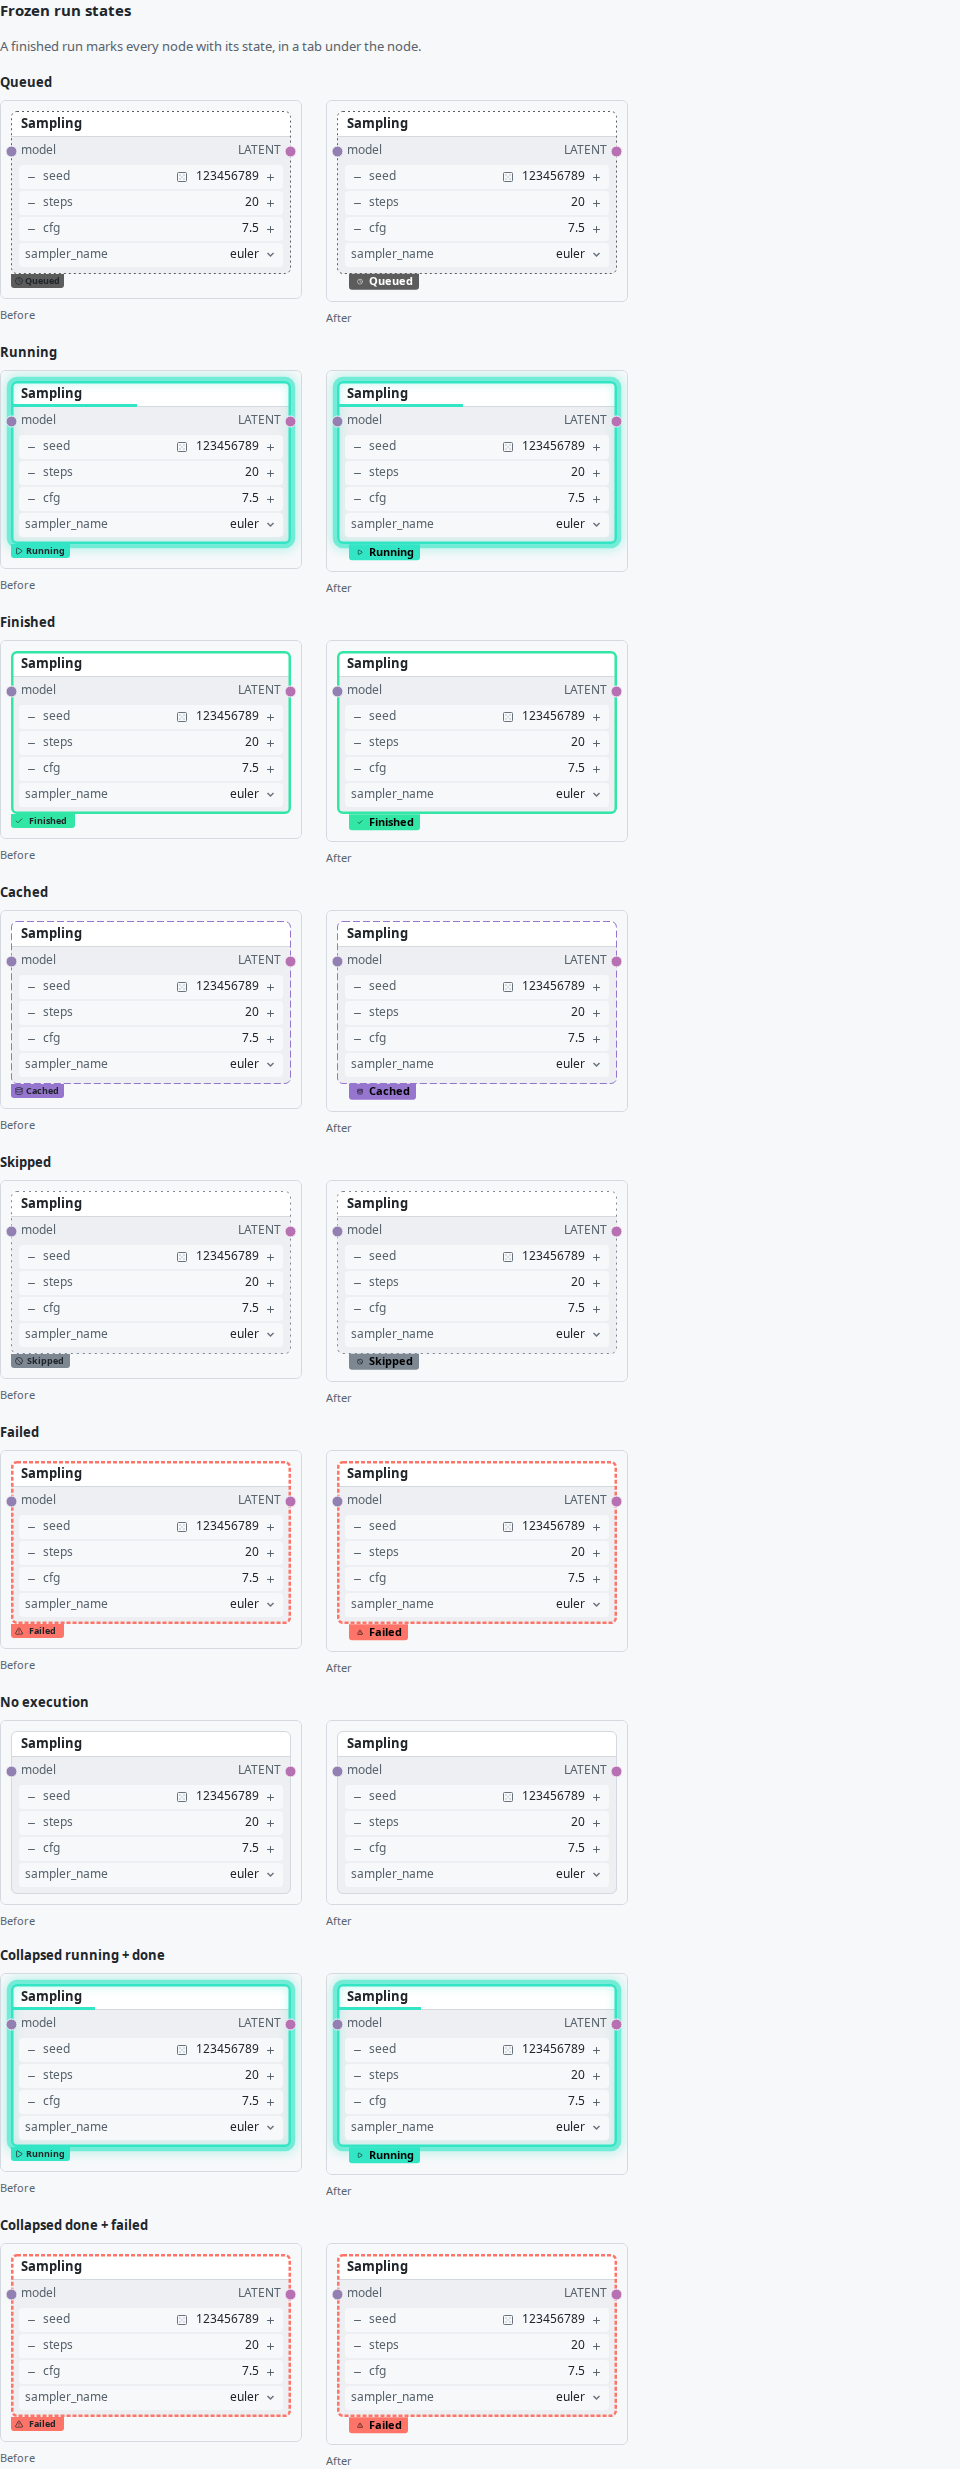 Frozen run states
A finished run marks every node with its state, in a tab under the node.
Queued
Sampling Sampling
model LATENT model LATENT
– seed 123456789 + – seed 123456789 +
– steps 20 + – steps 20 +
– cfg 7.5 + – cfg 7.5 +
sampler_name euler sampler_name euler
Queued Queued
Before After
Running
Sampling Sampling
model LATENT model LATENT
– seed 123456789 + – seed 123456789 +
– steps 20 + – steps 20 +
– cfg 7.5 + – cfg 7.5 +
sampler_name euler sampler_name euler
Running Running
Before After
Finished
Sampling Sampling
model LATENT model LATENT
– seed 123456789 + – seed 123456789 +
– steps 20 + – steps 20 +
– cfg 7.5 + – cfg 7.5 +
sampler_name euler sampler_name euler
Finished Finished
Before After
Cached
Sampling Sampling
model LATENT model LATENT
– seed 123456789 + – seed 123456789 +
– steps 20 + – steps 20 +
– cfg 7.5 + – cfg 7.5 +
sampler_name euler sampler_name euler
Cached Cached
Before After
Skipped
Sampling Sampling
model LATENT model LATENT
– seed 123456789 + – seed 123456789 +
– steps 20 + – steps 20 +
– cfg 7.5 + – cfg 7.5 +
sampler_name euler sampler_name euler
Skipped Skipped
Before After
Failed
Sampling Sampling
model LATENT model LATENT
– seed 123456789 + – seed 123456789 +
– steps 20 + – steps 20 +
– cfg 7.5 + – cfg 7.5 +
sampler_name euler sampler_name euler
Failed Failed
Before After
No execution
Sampling Sampling
model LATENT model LATENT
– seed 123456789 + – seed 123456789 +
– steps 20 + – steps 20 +
– cfg 7.5 + – cfg 7.5 +
sampler_name euler sampler_name euler
Before After
Collapsed running + done
Sampling Sampling
model LATENT model LATENT
– seed 123456789 + – seed 123456789 +
– steps 20 + – steps 20 +
– cfg 7.5 + – cfg 7.5 +
sampler_name euler sampler_name euler
Running Running
Before After
Collapsed done + failed
Sampling Sampling
model LATENT model LATENT
– seed 123456789 + – seed 123456789 +
– steps 20 + – steps 20 +
– cfg 7.5 + – cfg 7.5 +
sampler_name euler sampler_name euler
Failed Failed
Before After